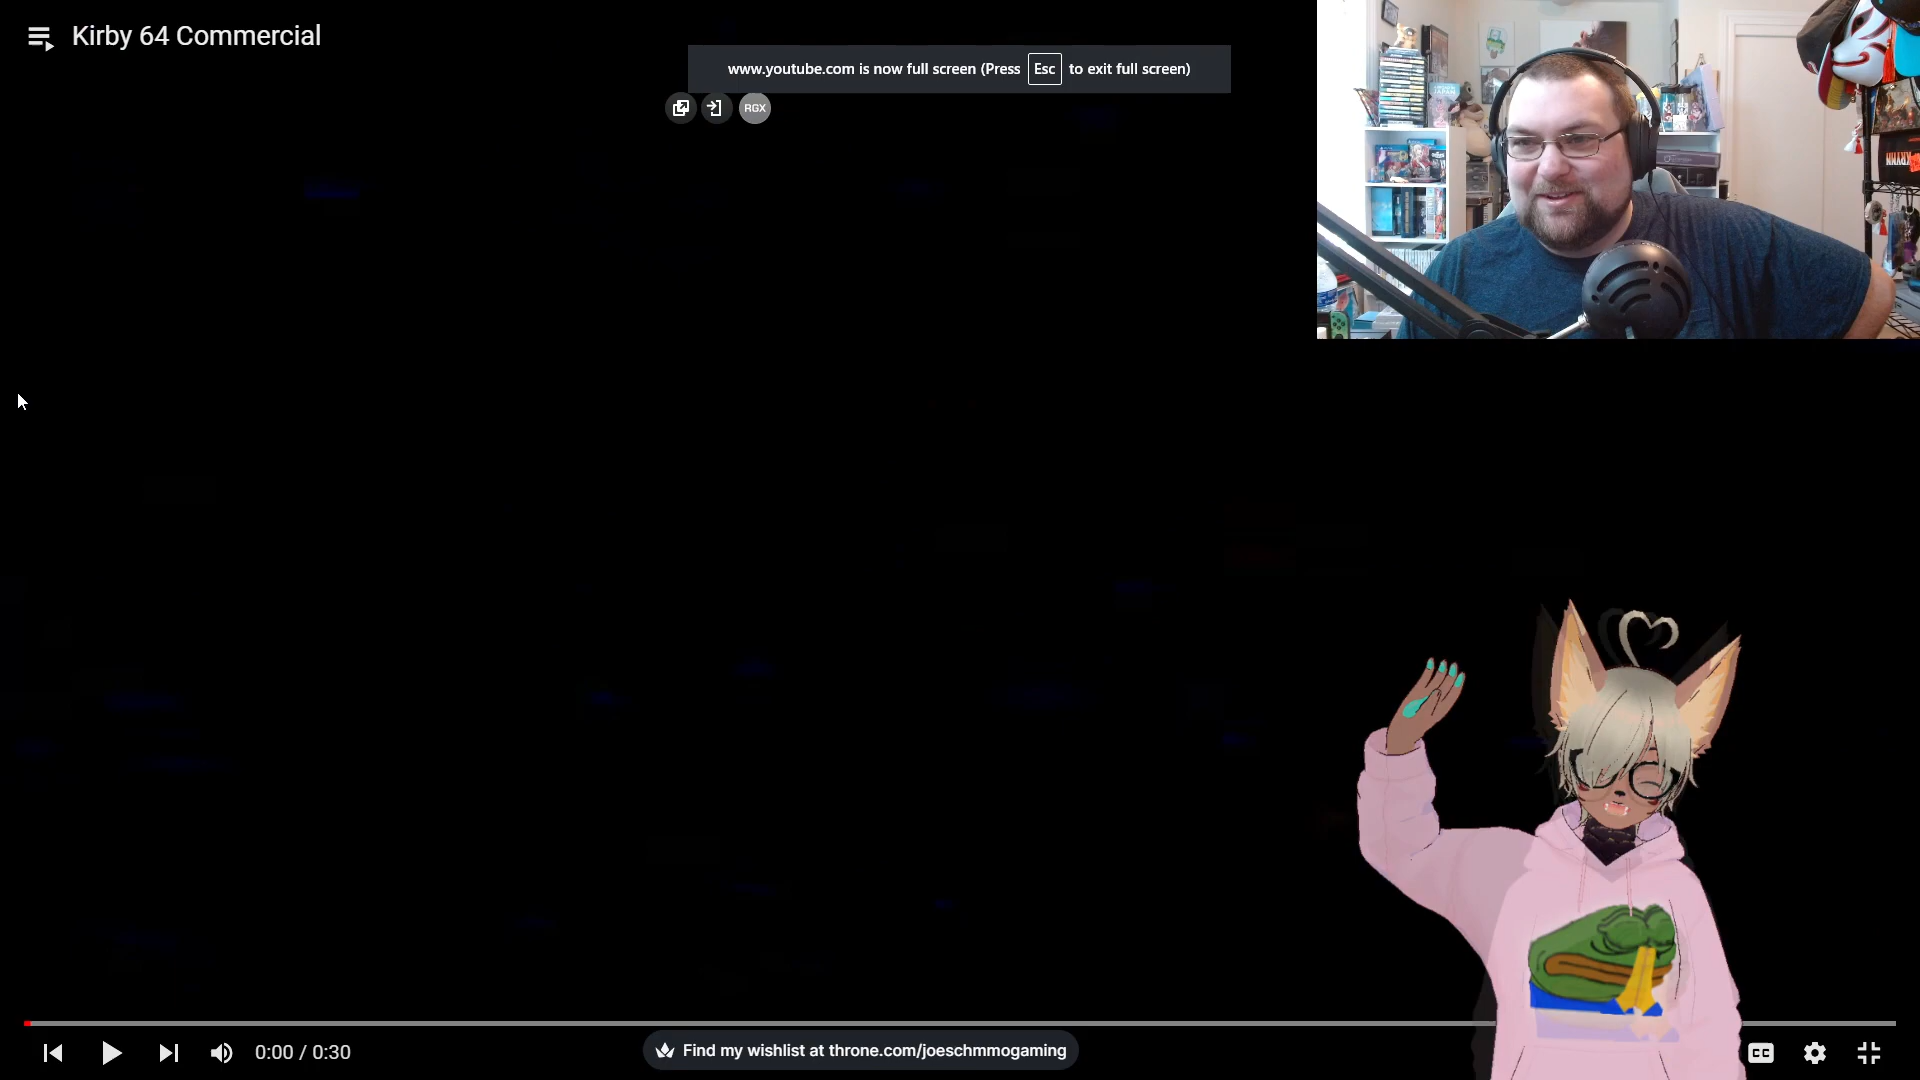 Kirby 64 Commercial
www.youtube.com is now full screen (Press Esc to exit full screen)
RGX
0:00 / 0:30
Find my wishlist at throne.com/joeschmmogaming
CC